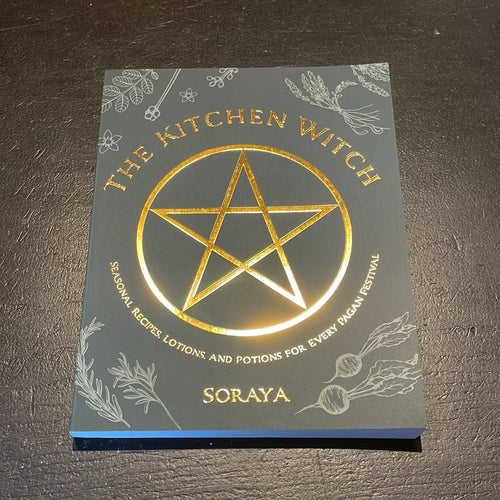 THE KITCHEN WITCH
SEASONAL RECIPES, LOTIONS, AND POTIONS FOR EVERY PAGAN FESTIVAL
SORAYA